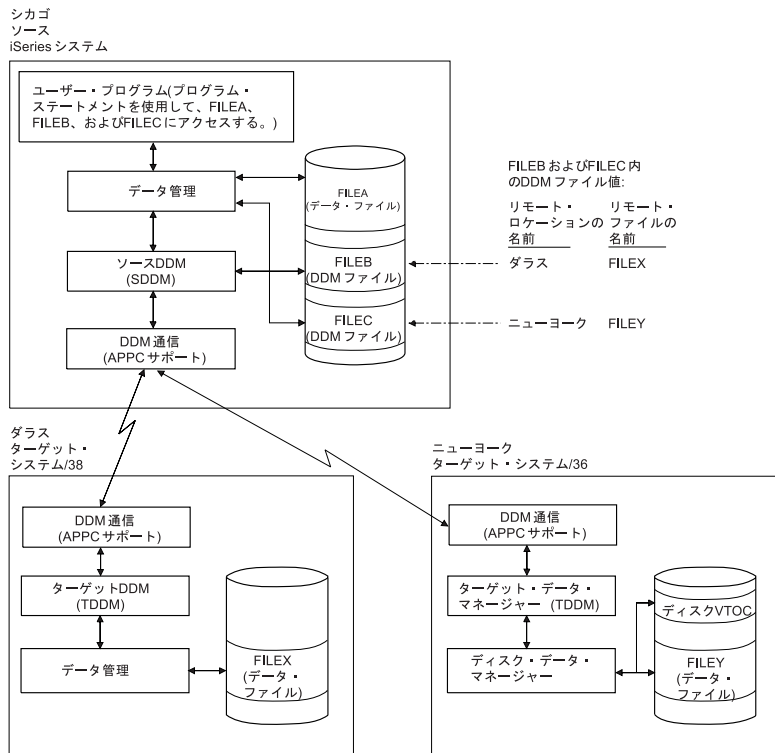 シカゴ
ソース
iSeries システム
ユーザー・プログラム(プログラム・
ステートメントを使用して、FILEA、
FILEB、およびFILEC にアクセスする。)
データ管理
ソースDDM
(SDDM)
DDM 通信
(APPC サポート)
FILEA
(データ・ファイル)
FILEB
(DDM ファイル)
FILEC
(DDM ファイル)
FILEB およびFILEC 内
のDDM ファイル値:
リモート・
ロケーションの
名前
リモート・
ファイルの
名前
ダラス FILEX
ニューヨーク FILEY
ダラス
ターゲット・
システム/38
DDM 通信
(APPC サポート)
ターゲットDDM
(TDDM)
データ管理
FILEX
(データ・
ファイル)
ニューヨーク
ターゲット・システム/36
DDM 通信
(APPC サポート)
ターゲット・データ・
マネージャー (TDDM)
ディスク・データ・
マネージャー
ディスクVTOC
FILEY
(データ・
ファイル)